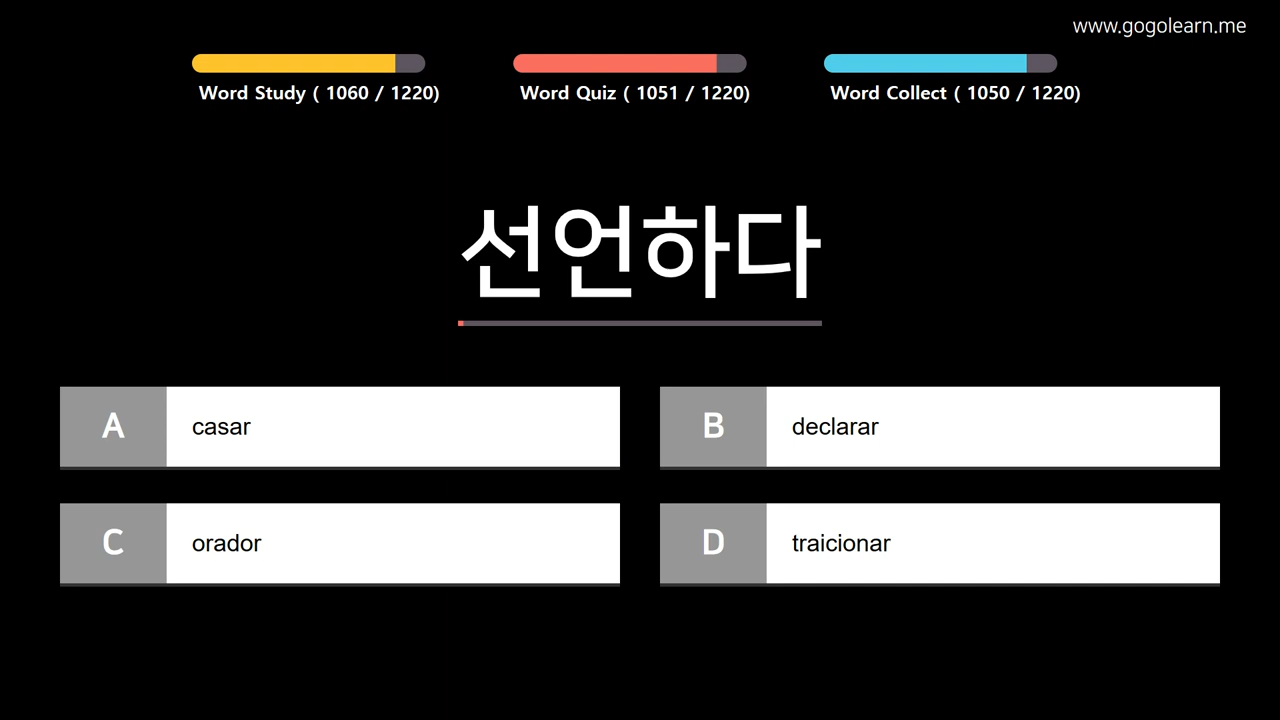 www.gogolearn.me
Word Study ( 1060 / 1220)
Word Quiz ( 1051 / 1220)
Word Collect ( 1050 / 1220)
선언하다
A casar
B declarar
C orador
D traicionar